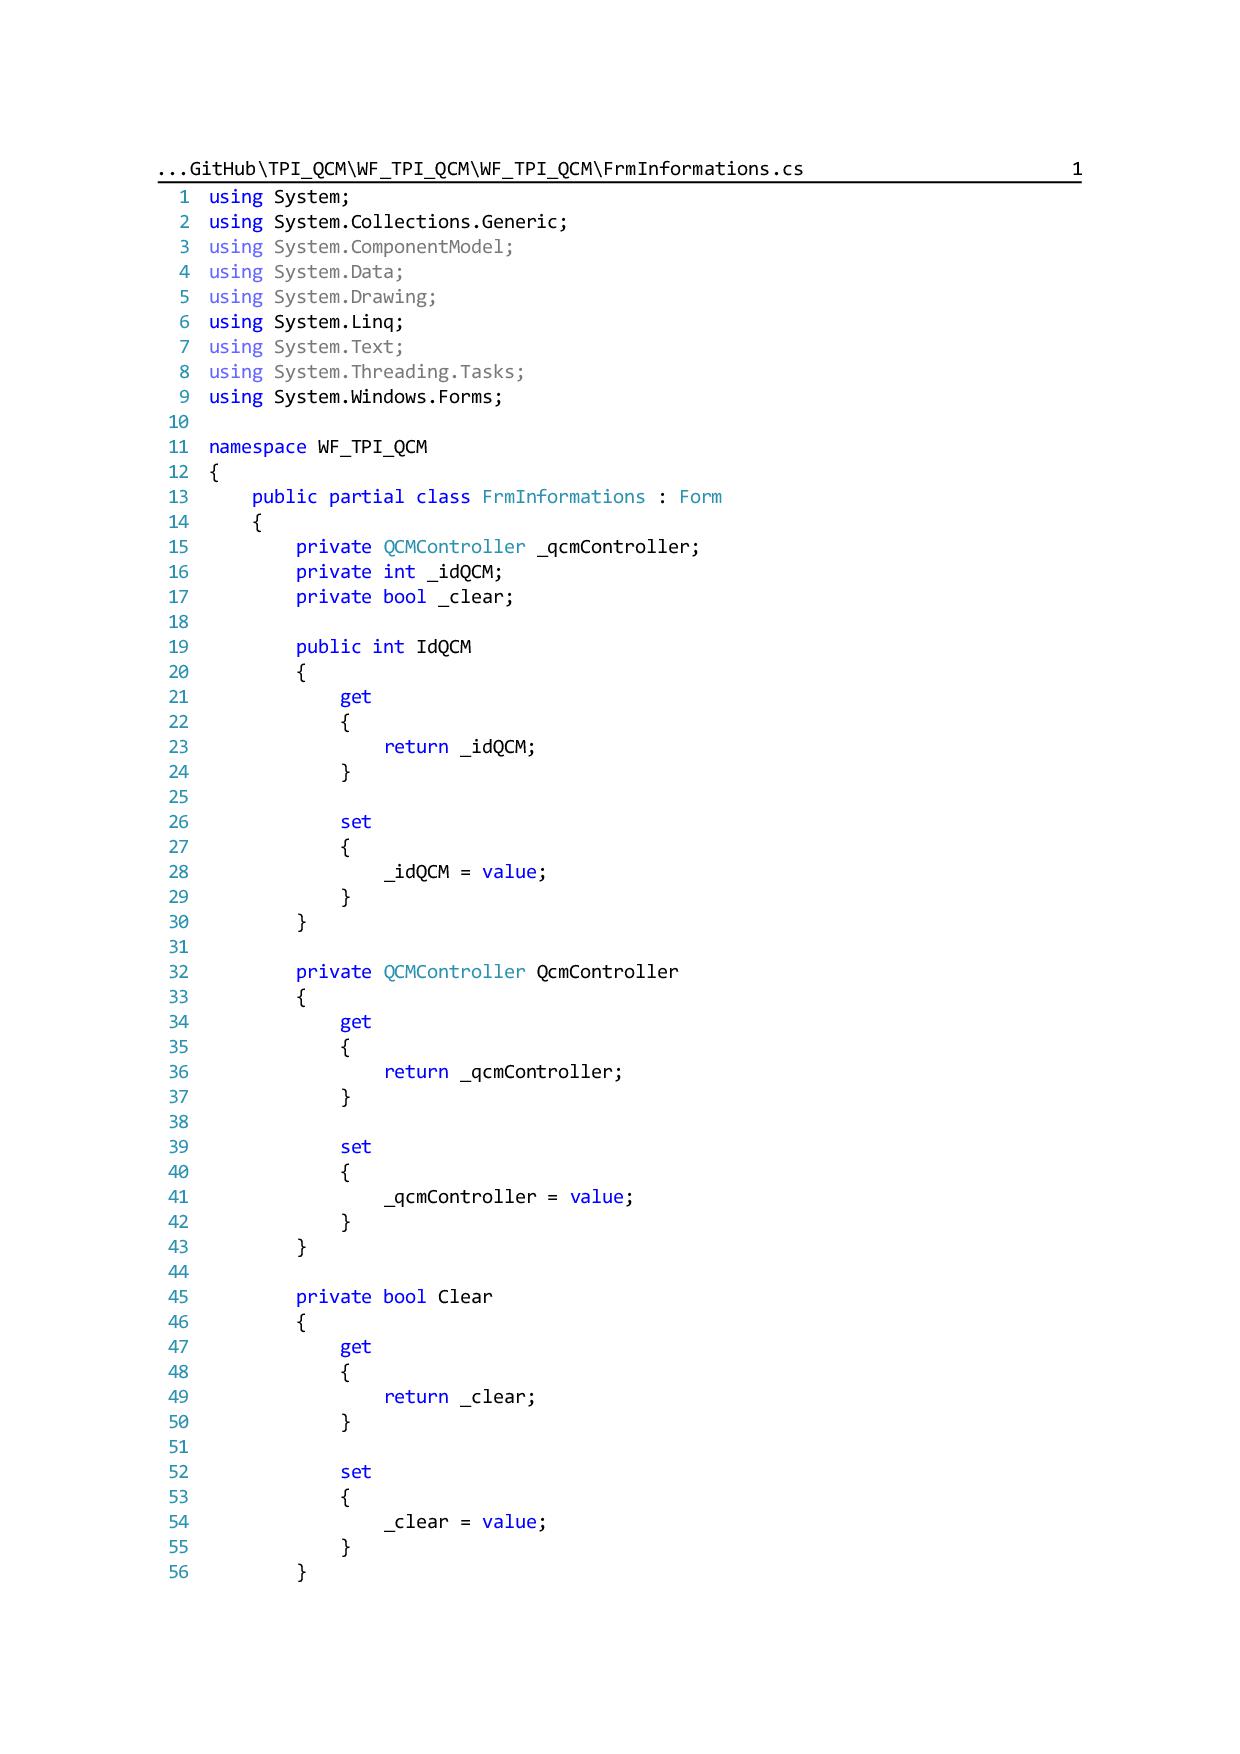 ...GitHub\TPI_QCM\WF_TPI_QCM\WF_TPI_QCM\FrmInformations.cs 1
1 using System;
2 using System.Collections.Generic;
3 using System.ComponentModel;
4 using System.Data;
5 using System.Drawing;
6 using System.Linq;
7 using System.Text;
8 using System.Threading.Tasks;
9 using System.Windows.Forms;
10
11 namespace WF_TPI_QCM
12 {
13     public partial class FrmInformations : Form
14     {
15         private QCMController _qcmController;
16         private int _idQCM;
17         private bool _clear;
18
19         public int IdQCM
20         {
21             get
22             {
23                 return _idQCM;
24             }
25
26             set
27             {
28                 _idQCM = value;
29             }
30         }
31
32         private QCMController QcmController
33         {
34             get
35             {
36                 return _qcmController;
37             }
38
39             set
40             {
41                 _qcmController = value;
42             }
43         }
44
45         private bool Clear
46         {
47             get
48             {
49                 return _clear;
50             }
51
52             set
53             {
54                 _clear = value;
55             }
56         }